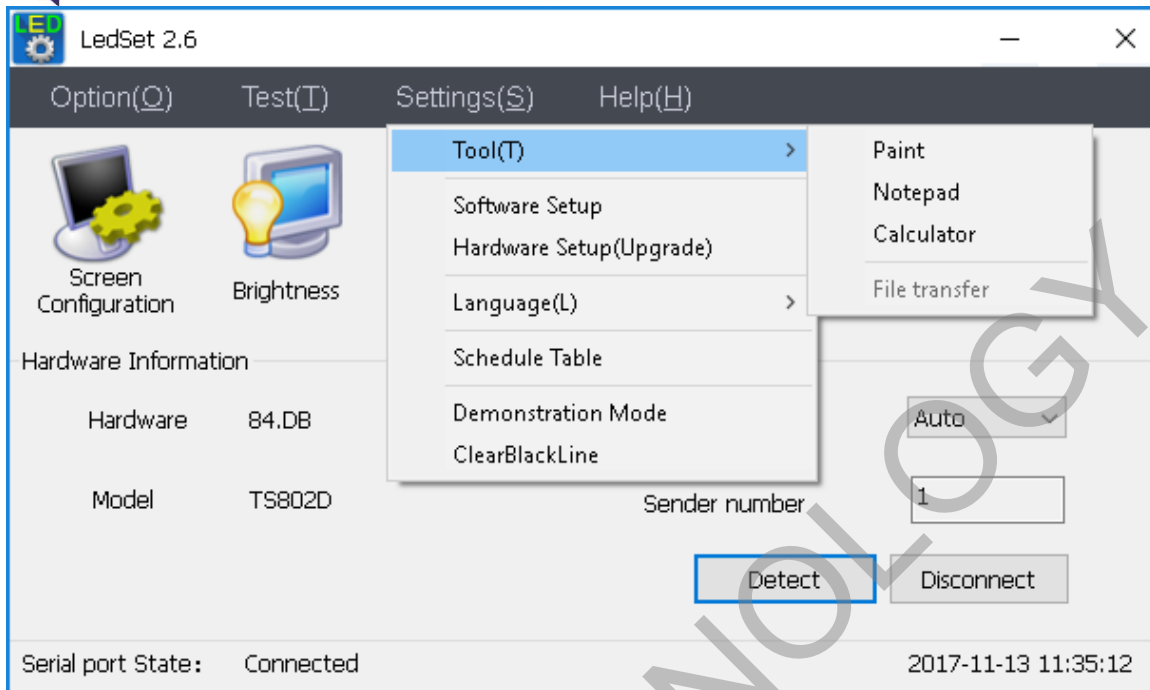 LED
LedSet 2.6
Option(O) Test(T) Settings(S) Help(H)
Tool(T)
Software Setup
Hardware Setup(Upgrade)
Language(L)
Schedule Table
Demonstration Mode
ClearBlackLine
Paint
Notepad
Calculator
File transfer
Screen
Configuration
Brightness
Hardware Information
Hardware 84.DB
Auto
Model TS802D
Sender number 1
Detect Disconnect
Serial port State: Connected 2017-11-13 11:35:12
NOLOGY